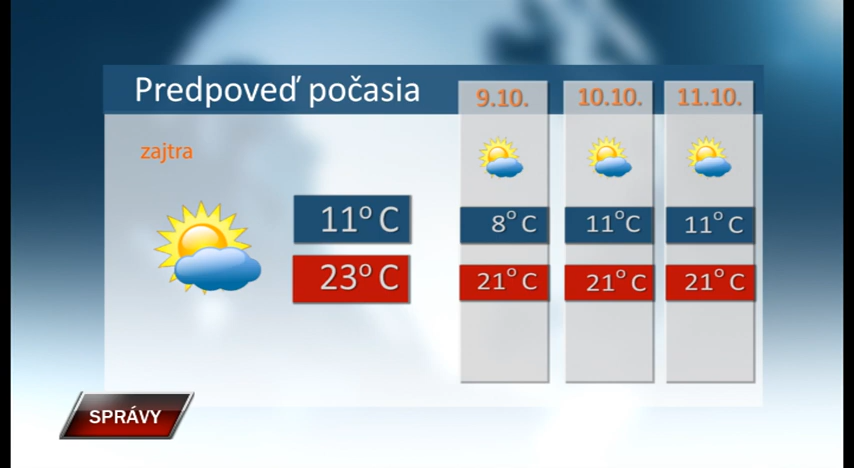 Predpoveď počasia
zajtra
11° C
23° C
9.10.
8° C
21° C
10.10.
11°C
21° C
11.10.
11° C
21° C
SPRÁVY